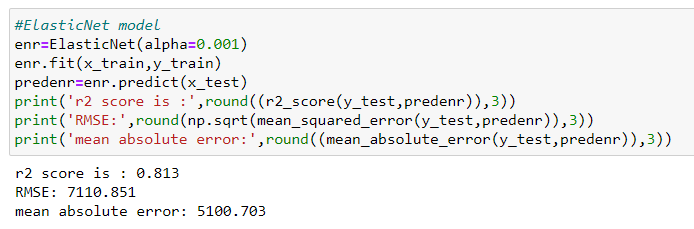 #ElasticNet model
enr=ElasticNet(alpha=0.001)
enr.fit(x_train,y_train)
predenr=enr.predict(x_test)
print('r2 score is :',round((r2_score(y_test,predenr)),3))
print('RMSE:',round(np.sqrt(mean_squared_error(y_test,predenr)),3))
print('mean absolute error:',round((mean_absolute_error(y_test,predenr)),3))
r2 score is : 0.813
RMSE: 7110.851
mean absolute error: 5100.703